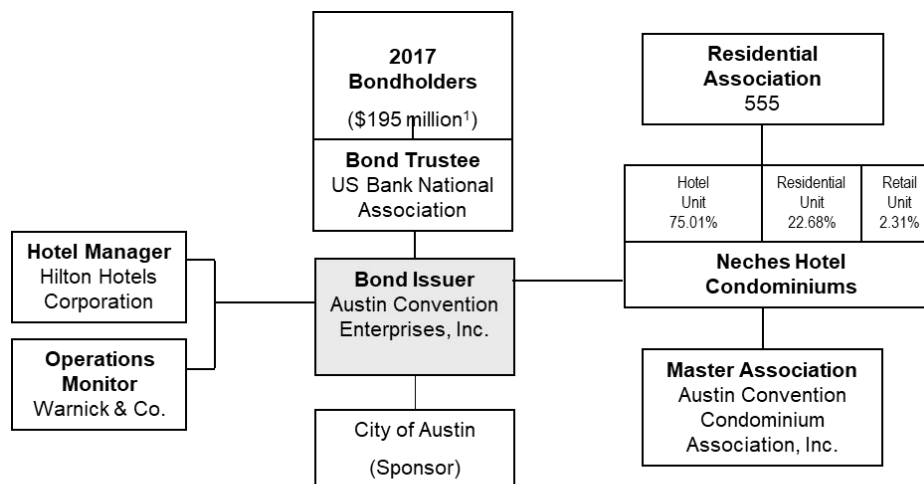 2017
Bondholders
($195 million¹)
Bond Trustee
US Bank National
Association
Residential
Association
555
Hotel
Unit
75.01%
Residential
Unit
22.68%
Retail
Unit
2.31%
Neches Hotel
Condominiums
Hotel Manager
Hilton Hotels
Corporation
Bond Issuer
Austin Convention
Enterprises, Inc.
Operations
Monitor
Warnick & Co.
Master Association
Austin Convention
Condominium
Association, Inc.
City of Austin
(Sponsor)